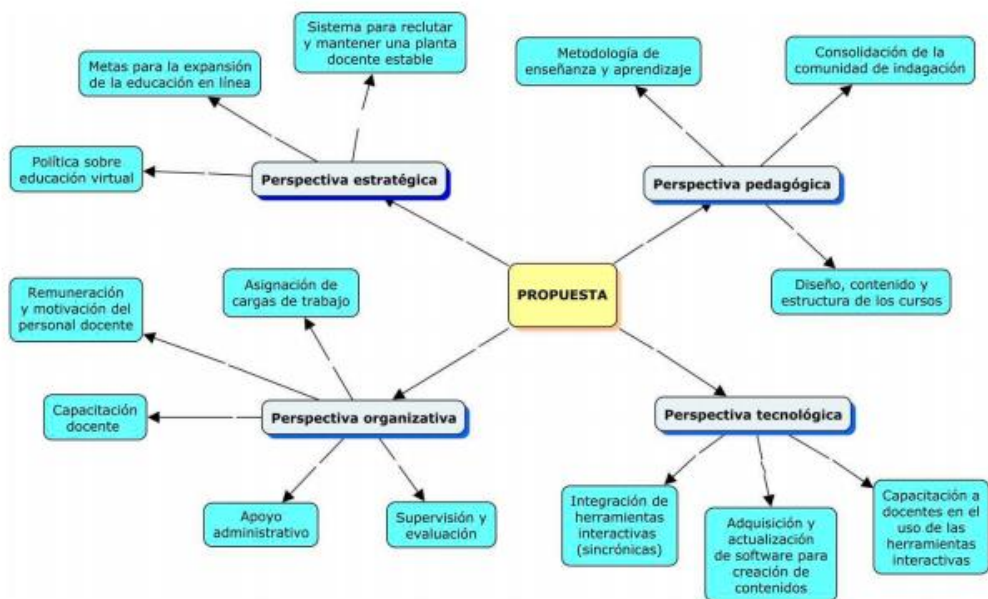 Sistema para reclutar
y mantener una planta
docente estable
Metas para la expansión
de la educación en línea
Política sobre
educación virtual
Perspectiva estratégica
Metodología de
enseñanza y aprendizaje
Consolidación de la
comunidad de indagación
Perspectiva pedagógica
Diseño, contenido y
estructura de los cursos
PROPUESTA
Asignación de
cargas de trabajo
Remuneración
y motivación del
personal docente
Capacitación
docente
Perspectiva organizativa
Apoyo
administrativo
Supervisión y
evaluación
Perspectiva tecnológica
Integración de
herramientas
interactivas
(sincrónicas)
Adquisición y
actualización
de software para
creación de
contenidos
Capacitación a
docentes en el
uso de las
herramientas
interactivas